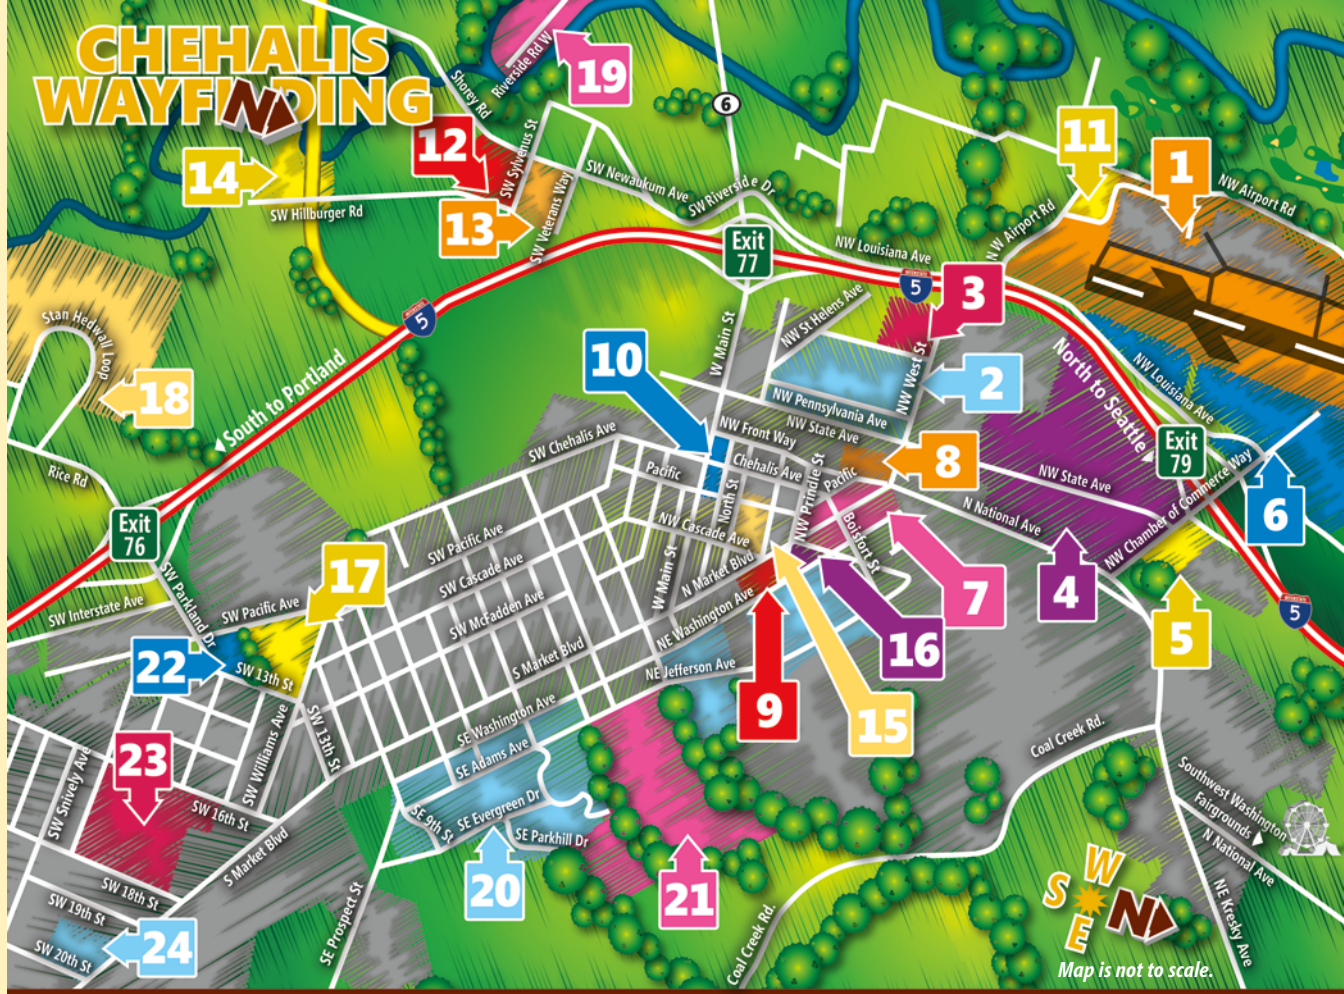 CHEHALIS
WAYFINDING
19
Riverside Rd W
Shorey Rd
6
12
11
1
14
SW Sylvenus St
SW Newaukum Ave
SW Riverside Dr
NW Airport Rd
SW Hillburger Rd
13
SW Veterans Way
Exit
77
NW Louisiana Ave
NW Airport Rd
5
3
5
Stan Hedwall Loop
NW St Helens Ave
W Main St
10
North to Seattle
NW Louisiana Ave
2
NW West St
18
South to Portland
NW Pennsylvania Ave
NW State Ave
NW Front Way
SW Chehalis Ave
Exit
79
Pacific
Chehalis Ave
NW Prindle St
Pacific
8
NW State Ave
NW Chamber of Commerce Way
Rice Rd
North St
6
N National Ave
Exit
76
SW Pacific Ave
NW Cascade Ave
Boisfort St
17
SW Cascade Ave
W Main St
N Market Blvd
7
4
SW Parkland Dr
SW Interstate Ave
SW Pacific Ave
SW McFadden Ave
NE Washington Ave
5
5
22
SW 13th St
S Market Blvd
NE Jefferson Ave
16
9
15
SW Williams Ave
SW 13th St
SE Washington Ave
Coal Creek Rd.
23
SE Adams Ave
SW Snively Ave
SW 16th St
SE 9th St
SE Evergreen Dr
SE Parkhill Dr
Southwest Washington
Fairgrounds
N National Ave
S Market Blvd
SW 18th St
20
21
SW 19th St
SW 20th St
24
SE Prospect St
Coal Creek Rd.
NE Kresky Ave
W
S
N
E
Map is not to scale.